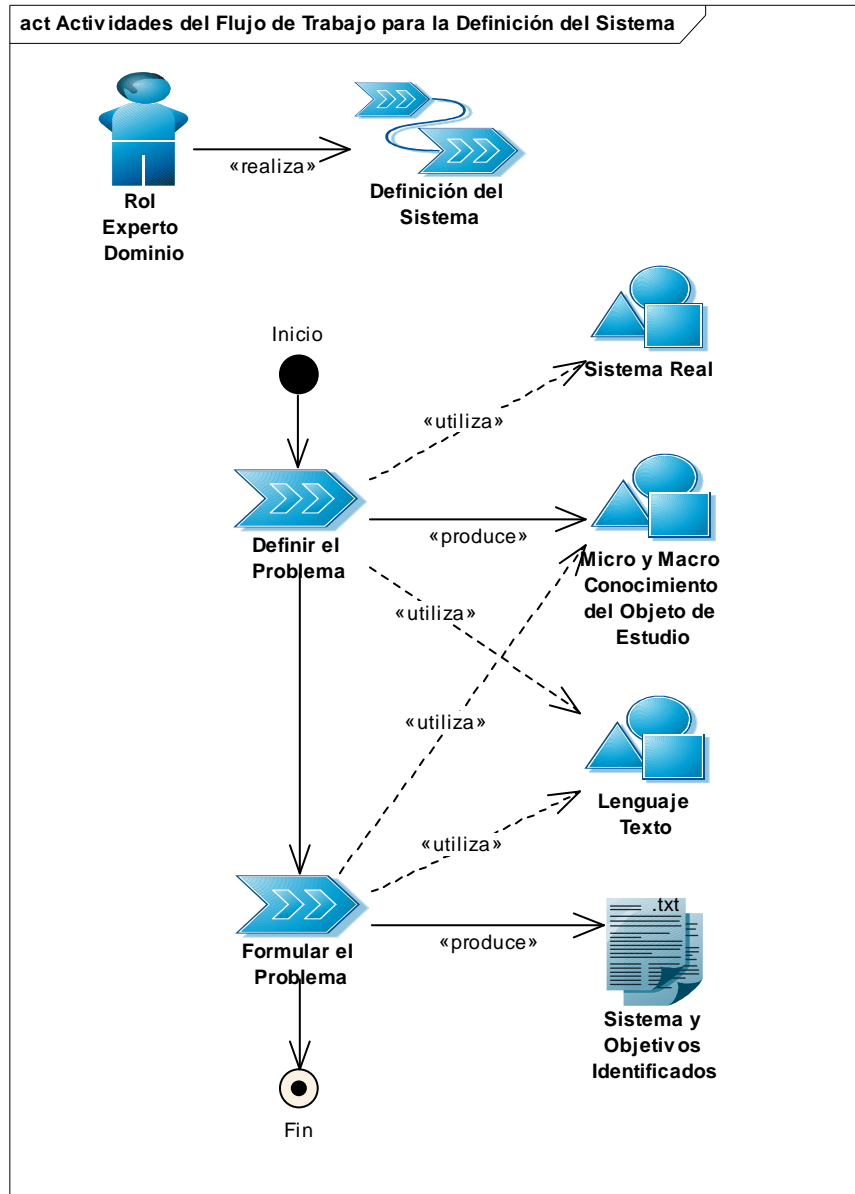 act Actividades del Flujo de Trabajo para la Definición del Sistema
«realiza»
Rol
Experto
Dominio
Definición del
Sistema
Inicio
Sistema Real
«utiliza»
«produce»
Definir el
Problema
Micro y Macro
Conocimiento
del Objeto de
Estudio
«utiliza»
«utiliza»
Lenguaje
Texto
«utiliza»
.txt
«produce»
Formular el
Problema
Sistema y
Objetivos
Identificados
Fin